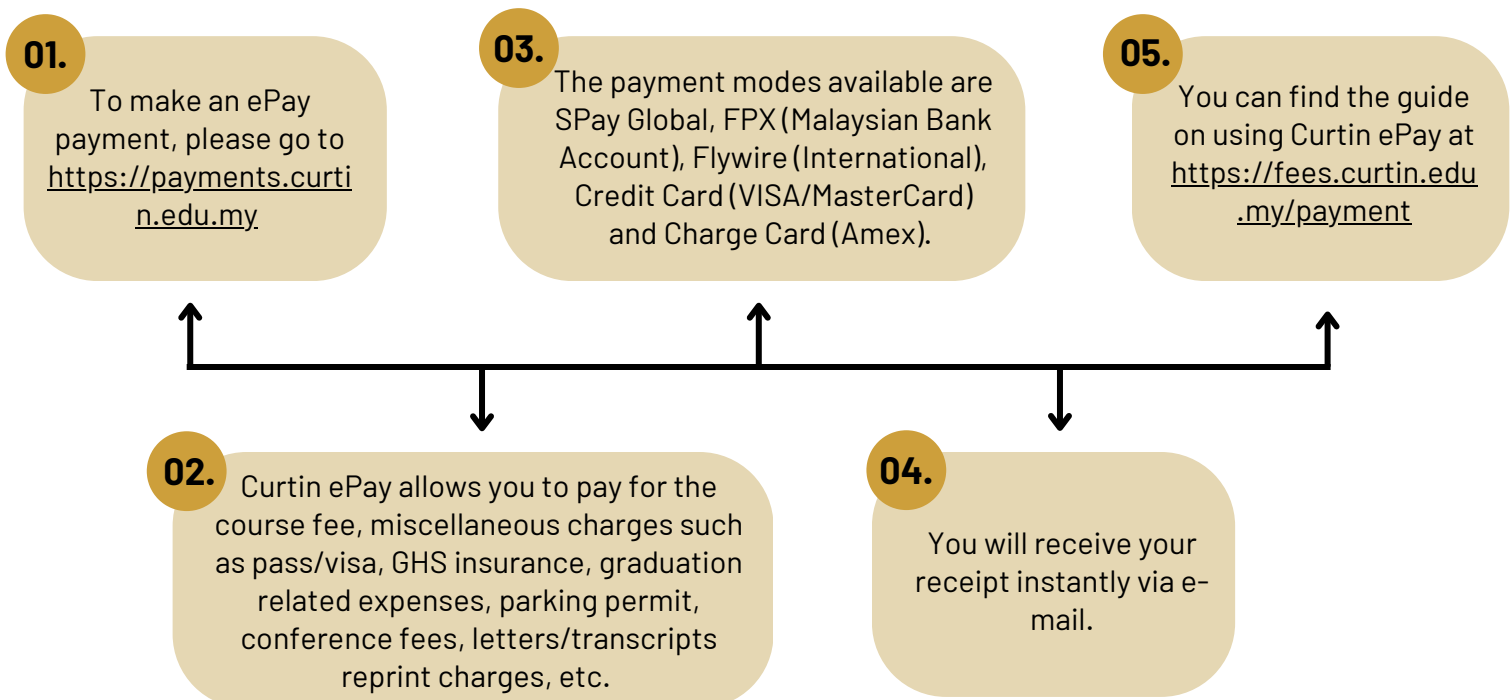 01.
To make an ePay
payment, please go to
https://payments.curti
n.edu.my
02.
Curtin ePay allows you to pay for the
course fee, miscellaneous charges such
as pass/visa, GHS insurance, graduation
related expenses, parking permit,
conference fees, letters/transcripts
reprint charges, etc.
03.
The payment modes available are
SPay Global, FPX (Malaysian Bank
Account), Flywire (International),
Credit Card (VISA/MasterCard)
and Charge Card (Amex).
04.
You will receive your
receipt instantly via e-
mail.
05.
You can find the guide
on using Curtin ePay at
https://fees.curtin.edu
.my/payment